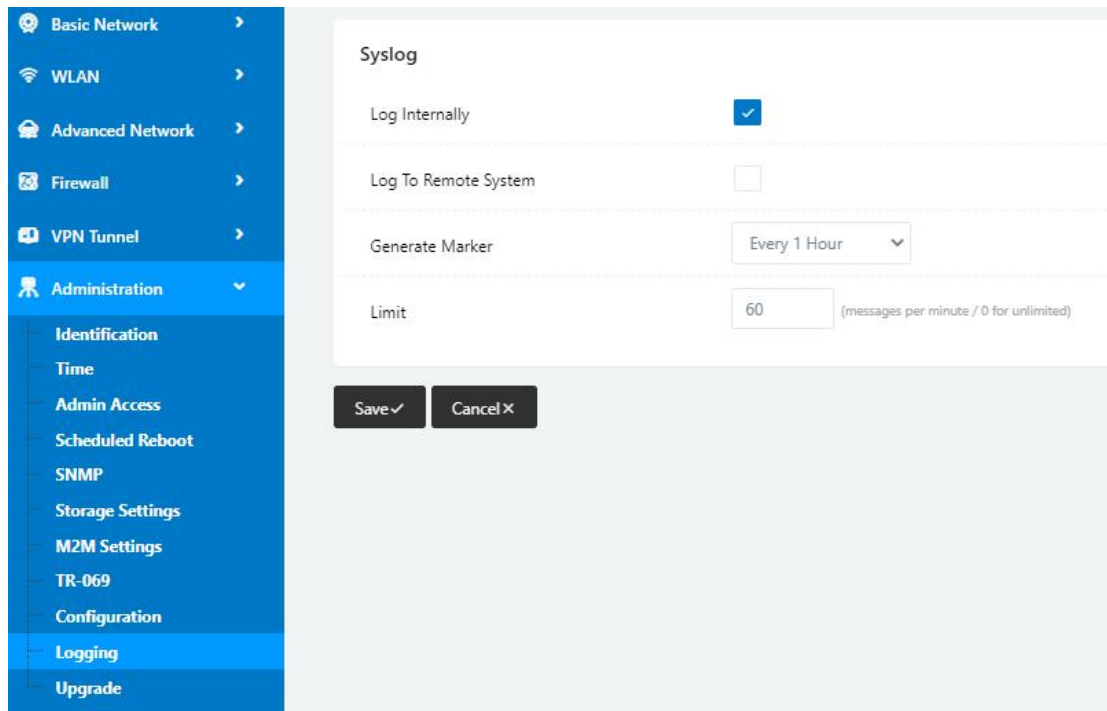 Basic Network
WLAN
Advanced Network
Firewall
VPN Tunnel
Administration
Identification
Time
Admin Access
Scheduled Reboot
SNMP
Storage Settings
M2M Settings
TR-069
Configuration
Logging
Upgrade
Syslog
Log Internally
Log To Remote System
Generate Marker Every 1 Hour
Limit 60 (messages per minute / 0 for unlimited)
Save Cancel